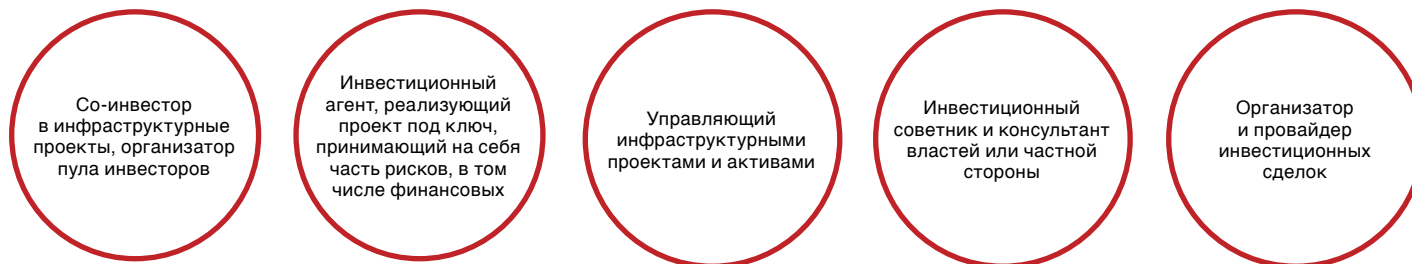 Со-инвестор
в инфраструктурные
проекты, организатор
пула инвесторов
Инвестиционный
агент, реализующий
проект под ключ,
принимающий на себя
часть рисков, в том
числе финансовых
Управляющий
инфраструктурными
проектами и активами
Инвестиционный
советник и консультант
властей или частной
стороны
Организатор
и провайдер
инвестиционных
сделок